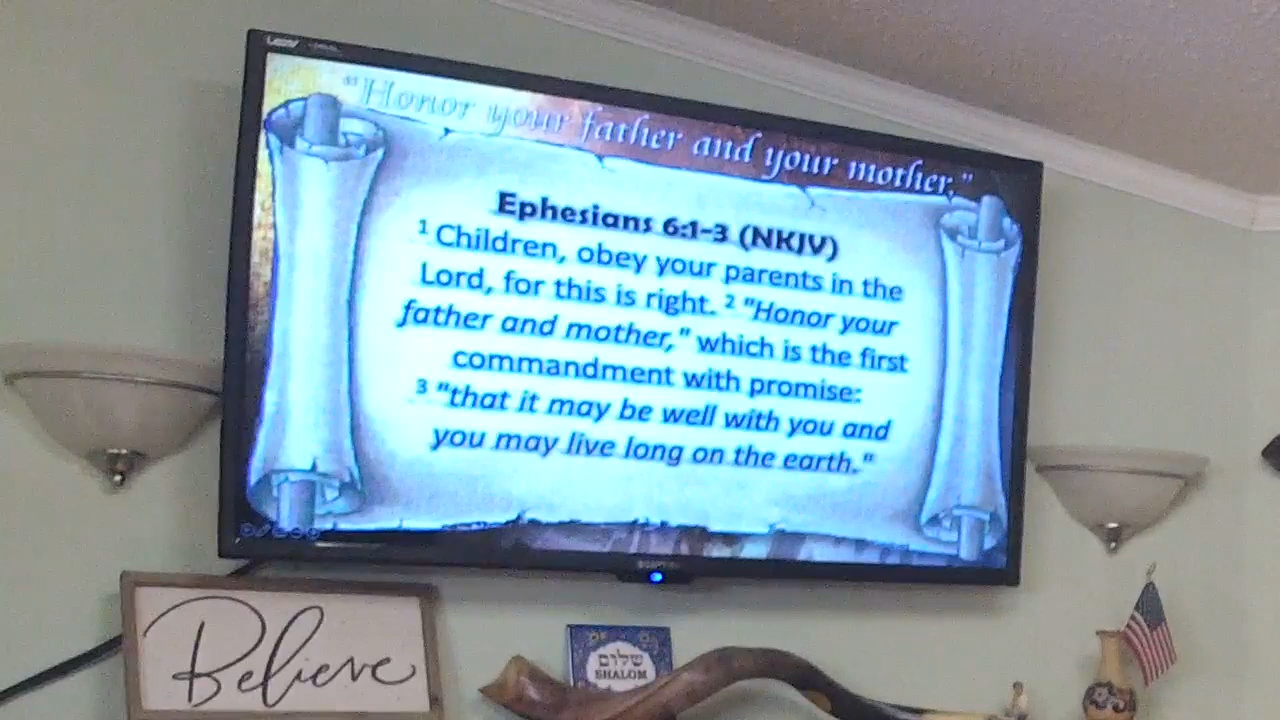 "Honor your father and your mother."
Ephesians 6:1-3 (NKJV)
¹ Children, obey your parents in the
Lord, for this is right. ² "Honor your
father and mother," which is the first
commandment with promise:
³ "that it may be well with you and
you may live long on the earth."
Believe
שלום
SHALOM